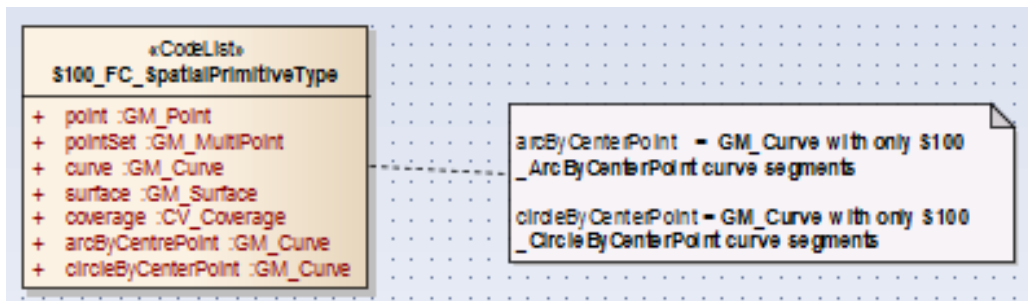 «CodeList»
S100_FC_SpatialPrimitiveType
+ point :GM_Point
+ pointSet :GM_MultiPoint
+ curve :GM_Curve
+ surface :GM_Surface
+ coverage :CV_Coverage
+ arcByCentrePoint :GM_Curve
+ circleByCenterPoint :GM_Curve
arcByCenterPoint = GM_Curve with only S100
_ArcByCenterPoint curve segments
circleByCenterPoint = GM_Curve with only S100
_CircleByCenterPoint curve segments